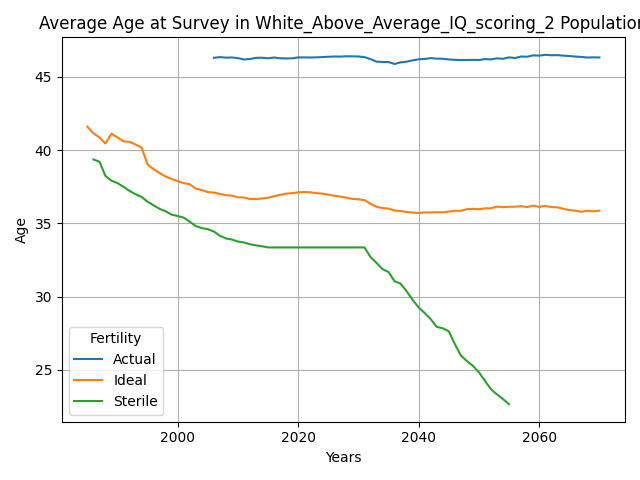 Average Age at Survey in White_Above_Average_IQ_scoring_2 Population
Age
45
40
35
30
25
Fertility
Actual
Ideal
Sterile
2000 2020 2040 2060
Years